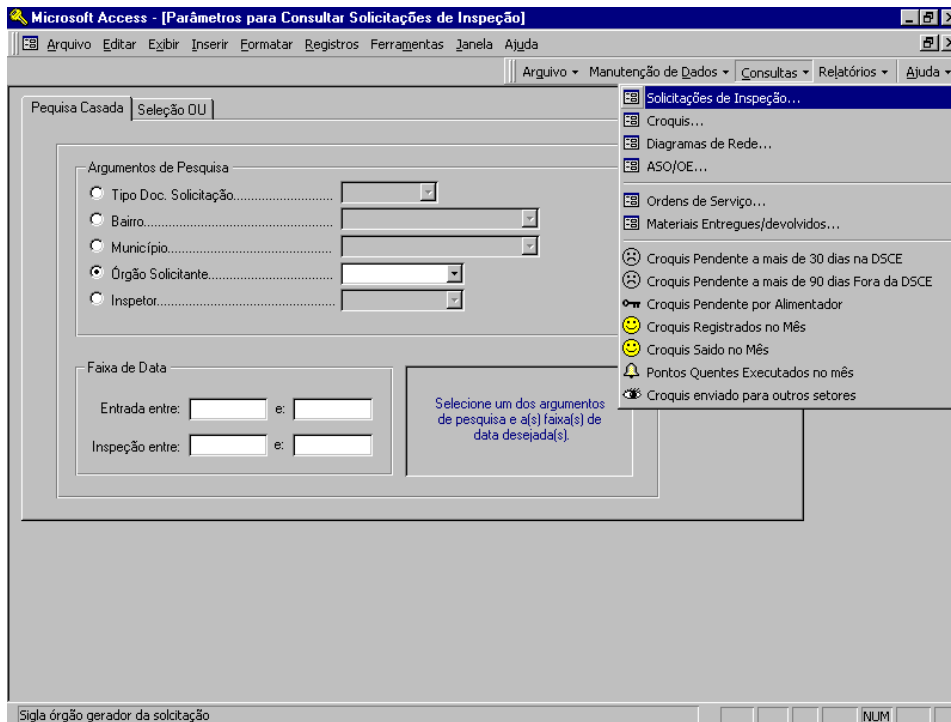 Microsoft Access - [Parâmetros para Consultar Solicitações de Inspeção]
Arquivo Editar Exibir Inserir Formatar Registros Ferramentas Janela Ajuda
Arquivo Manutenção de Dados Consultas Relatórios Ajuda
Pequisa Casada Seleção OU
Argumentos de Pesquisa
Tipo Doc. Solicitação..........................
Bairro..................................................
Município............................................
Órgão Solicitante................................
Inspetor..............................................
Faixa de Data
Entrada entre: e:
Inspeção entre: e:
Selecione um dos argumentos
de pesquisa e a(s) faixa(s) de
data desejada(s).
Solicitações de Inspeção...
Croquis...
Diagramas de Rede...
ASO/OE...
Ordens de Serviço...
Materiais Entregues/devolvidos...
Croquis Pendente a mais de 30 dias na DSCE
Croquis Pendente a mais de 90 dias Fora da DSCE
Croquis Pendente por Alimentador
Croquis Registrados no Mês
Croquis Saido no Mês
Pontos Quentes Executados no mês
Croquis enviado para outros setores
Sigla órgão gerador da solcitação NUM